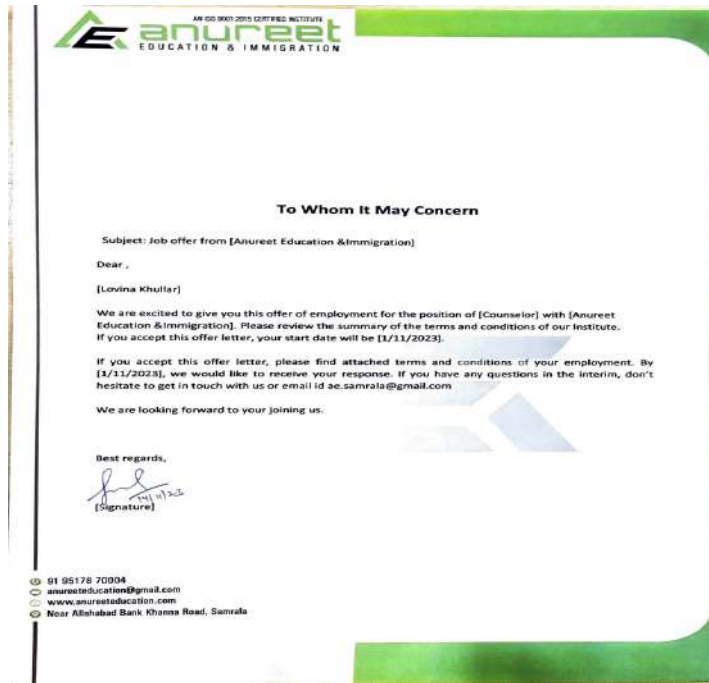 AN ISO 9001:2015 CERTIFIED INSTITUTE
AE anureet
EDUCATION & IMMIGRATION
To Whom It May Concern
Subject: Job offer from [Anureet Education &Immigration]
Dear ,
[Lovina Khullar]
We are excited to give you this offer of employment for the position of [Counselor] with [Anureet
Education &Immigration]. Please review the summary of the terms and conditions of our Institute.
If you accept this offer letter, your start date will be [1/11/2023].
If you accept this offer letter, please find attached terms and conditions of your employment. By
[1/11/2023], we would like to receive your response. If you have any questions in the interim, don't
hesitate to get in touch with us or email id ae.samrala@gmail.com
We are looking forward to your joining us.
Best regards,
[Signature]
91 95178 70004
anureeteducation@gmail.com
www.anureeteducation.com
Near Allahabad Bank Khanna Road, Samrala